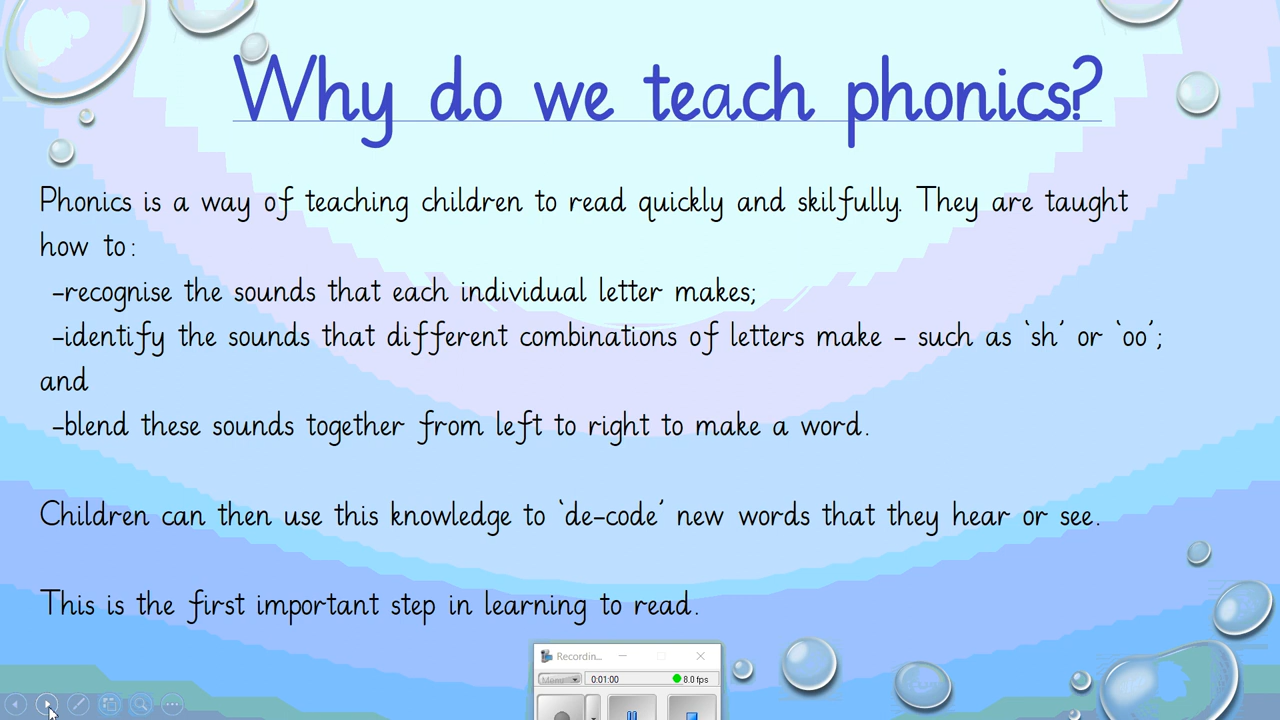 Why do we teach phonics?
Phonics is a way of teaching children to read quickly and skilfully. They are taught
how to:
-recognise the sounds that each individual letter makes;
-identify the sounds that different combinations of letters make - such as ‘sh’ or ‘oo’;
and
-blend these sounds together from left to right to make a word.
Children can then use this knowledge to ‘de-code’ new words that they hear or see.
This is the first important step in learning to read.
Recordin...
Menu 0:01:00 8.0 fps